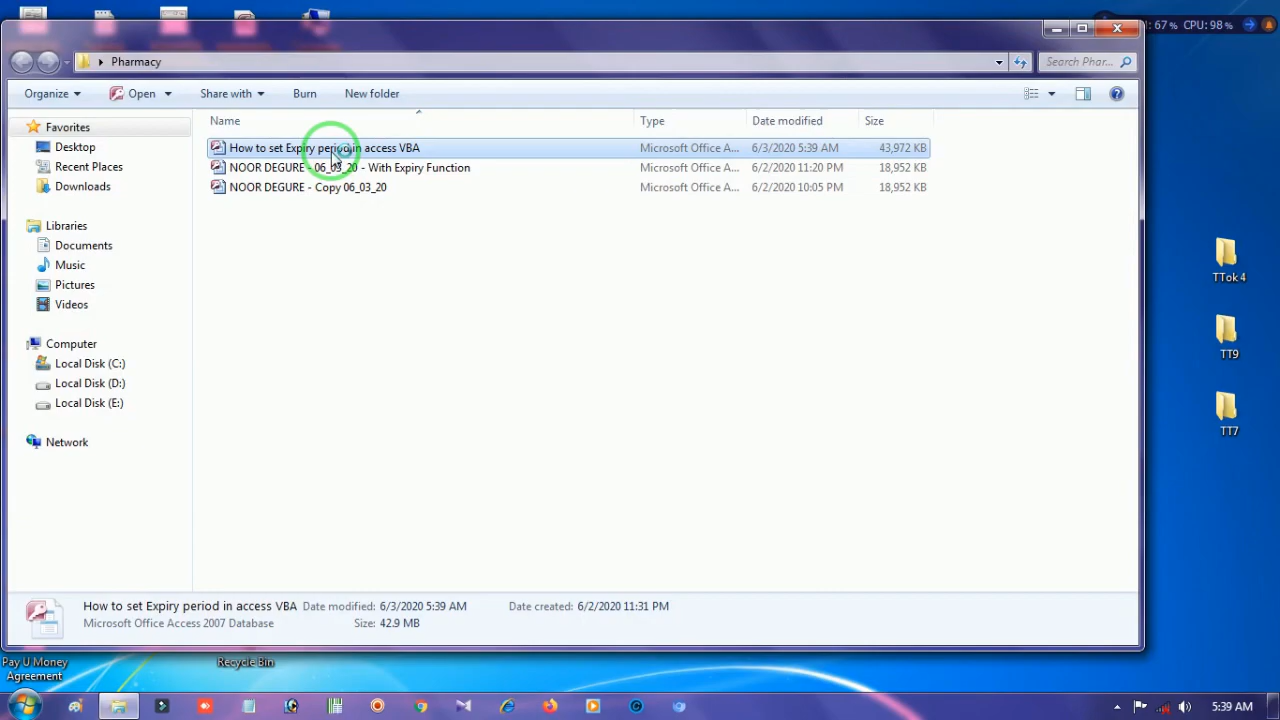 : 67 % CPU: 98 %
Pharmacy
Search Phar...
Organize
Open
Share with
Burn
New folder
Name
Type
Date modified
Size
Favorites
Desktop
Recent Places
Downloads
Libraries
Documents
Music
Pictures
Videos
Computer
Local Disk (C:)
Local Disk (D:)
Local Disk (E:)
Network
How to set Expiry period in access VBA
Microsoft Office A...
6/3/2020 5:39 AM
43,972 KB
NOOR DEGURE - 06_03_20 - With Expiry Function
Microsoft Office A...
6/2/2020 11:20 PM
18,952 KB
NOOR DEGURE - Copy 06_03_20
Microsoft Office A...
6/2/2020 10:05 PM
18,952 KB
TTok 4
TT9
TT7
How to set Expiry period in access VBA
Date modified: 6/3/2020 5:39 AM
Date created: 6/2/2020 11:31 PM
Microsoft Office Access 2007 Database
Size: 42.9 MB
Pay U Money
Agreement
Recycle Bin
5:39 AM